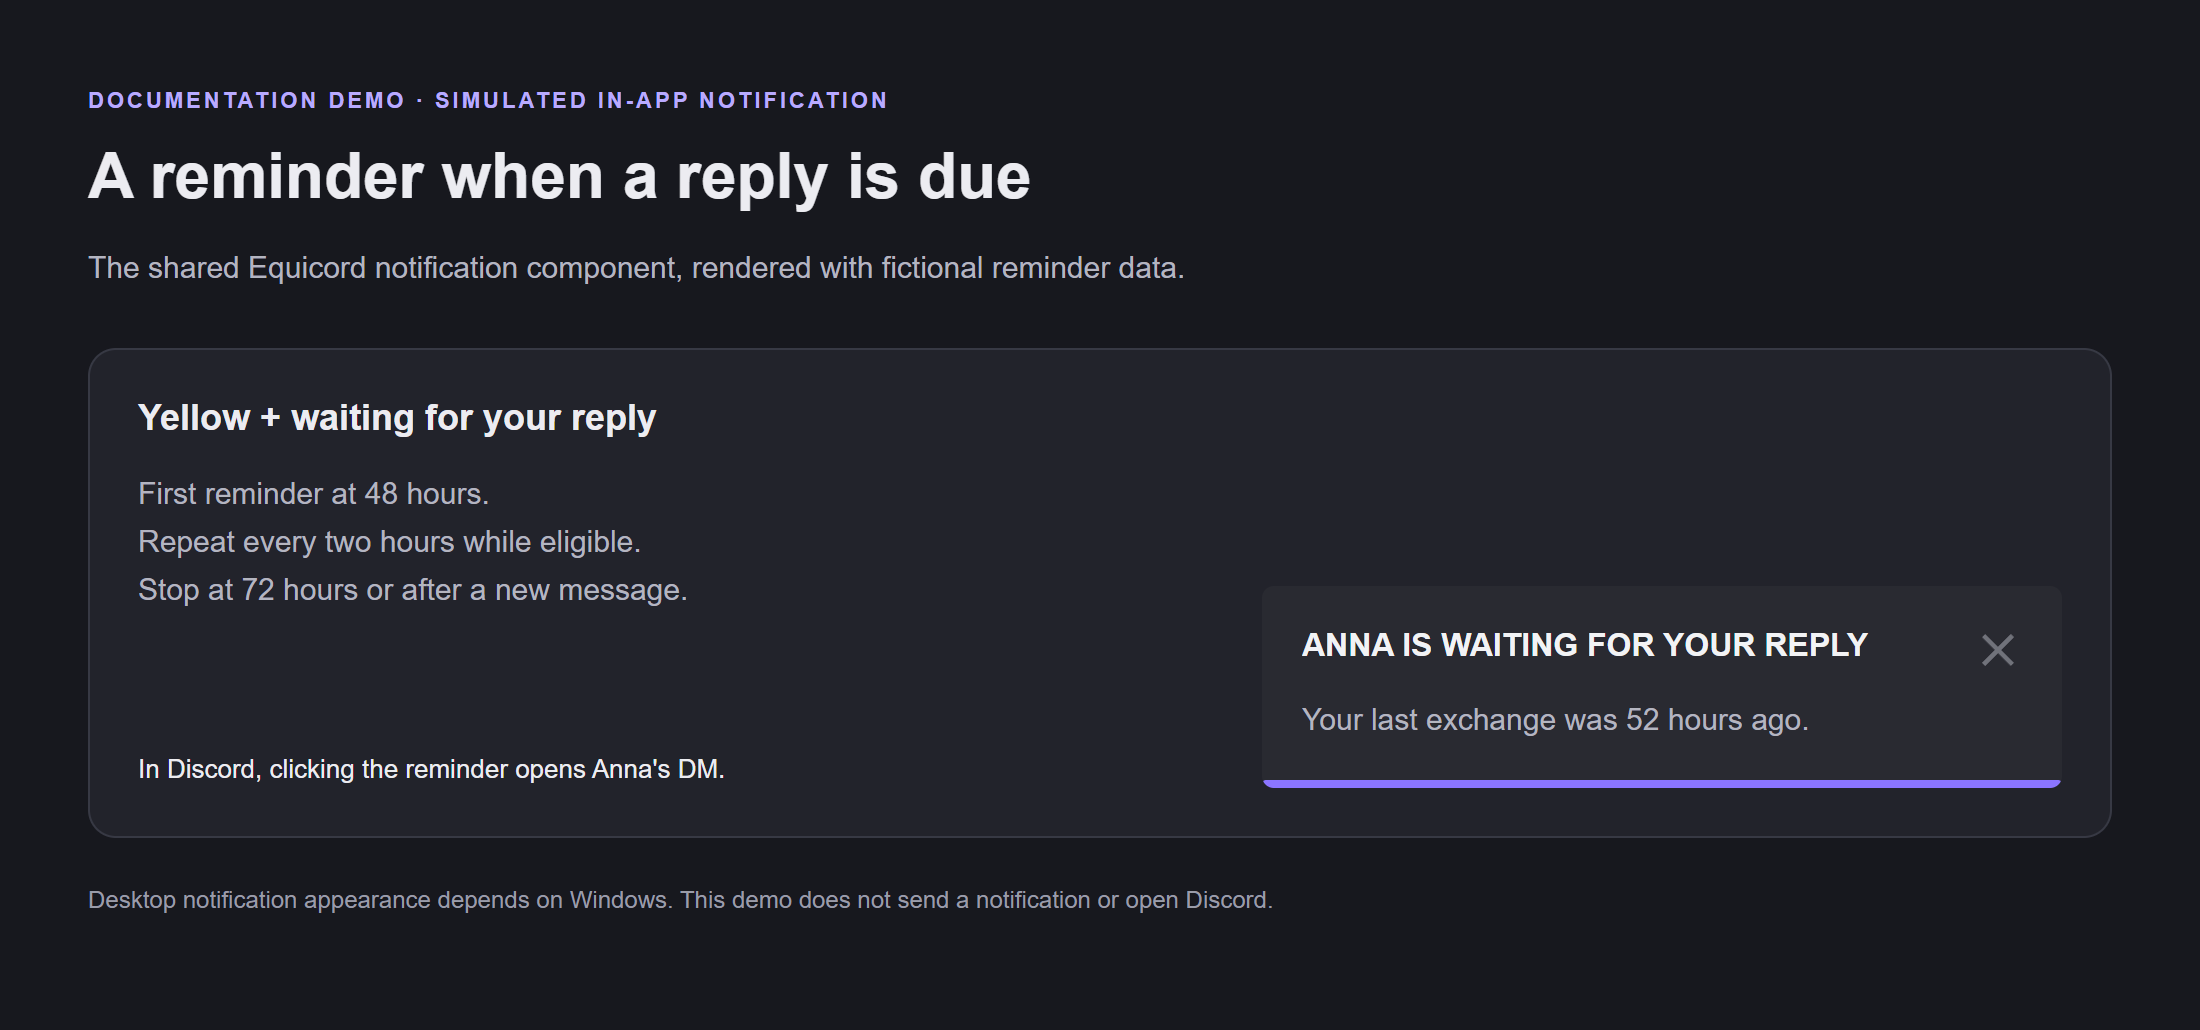 DOCUMENTATION DEMO · SIMULATED IN-APP NOTIFICATION
A reminder when a reply is due
The shared Equicord notification component, rendered with fictional reminder data.
Yellow + waiting for your reply
First reminder at 48 hours.
Repeat every two hours while eligible.
Stop at 72 hours or after a new message.
In Discord, clicking the reminder opens Anna's DM.
ANNA IS WAITING FOR YOUR REPLY
Your last exchange was 52 hours ago.
Desktop notification appearance depends on Windows. This demo does not send a notification or open Discord.